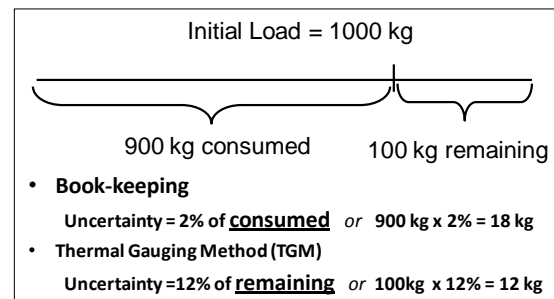 Initial Load = 1000 kg
900 kg consumed 100 kg remaining
• Book-keeping
Uncertainty = 2% of consumed or 900 kg x 2% = 18 kg
• Thermal Gauging Method (TGM)
Uncertainty =12% of remaining or 100kg x 12% = 12 kg